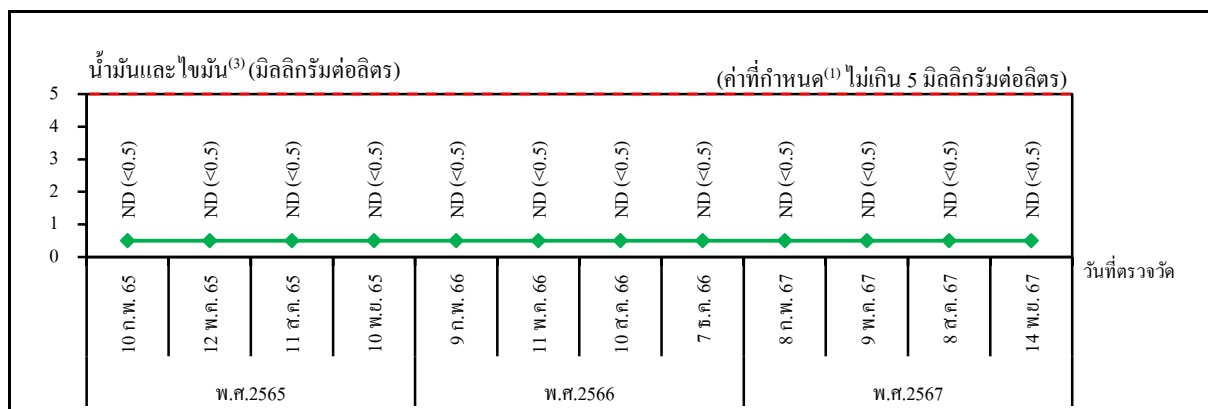 น้ำมันและไขมัน(3) (มิลลิกรัมต่อลิตร)
(ค่าที่กำหนด(1) ไม่เกิน 5 มิลลิกรัมต่อลิตร)
5
4
3
2
1
0
ND (<0.5)
ND (<0.5)
ND (<0.5)
ND (<0.5)
ND (<0.5)
ND (<0.5)
ND (<0.5)
ND (<0.5)
ND (<0.5)
ND (<0.5)
ND (<0.5)
ND (<0.5)
วันที่ตรวจวัด
10 ก.พ. 65
12 พ.ค. 65
11 ส.ค. 65
10 พ.ย. 65
9 ก.พ. 66
11 พ.ค. 66
10 ส.ค. 66
7 ธ.ค. 66
8 ก.พ. 67
9 พ.ค. 67
8 ส.ค. 67
14 พ.ย. 67
พ.ศ.2565
พ.ศ.2566
พ.ศ.2567